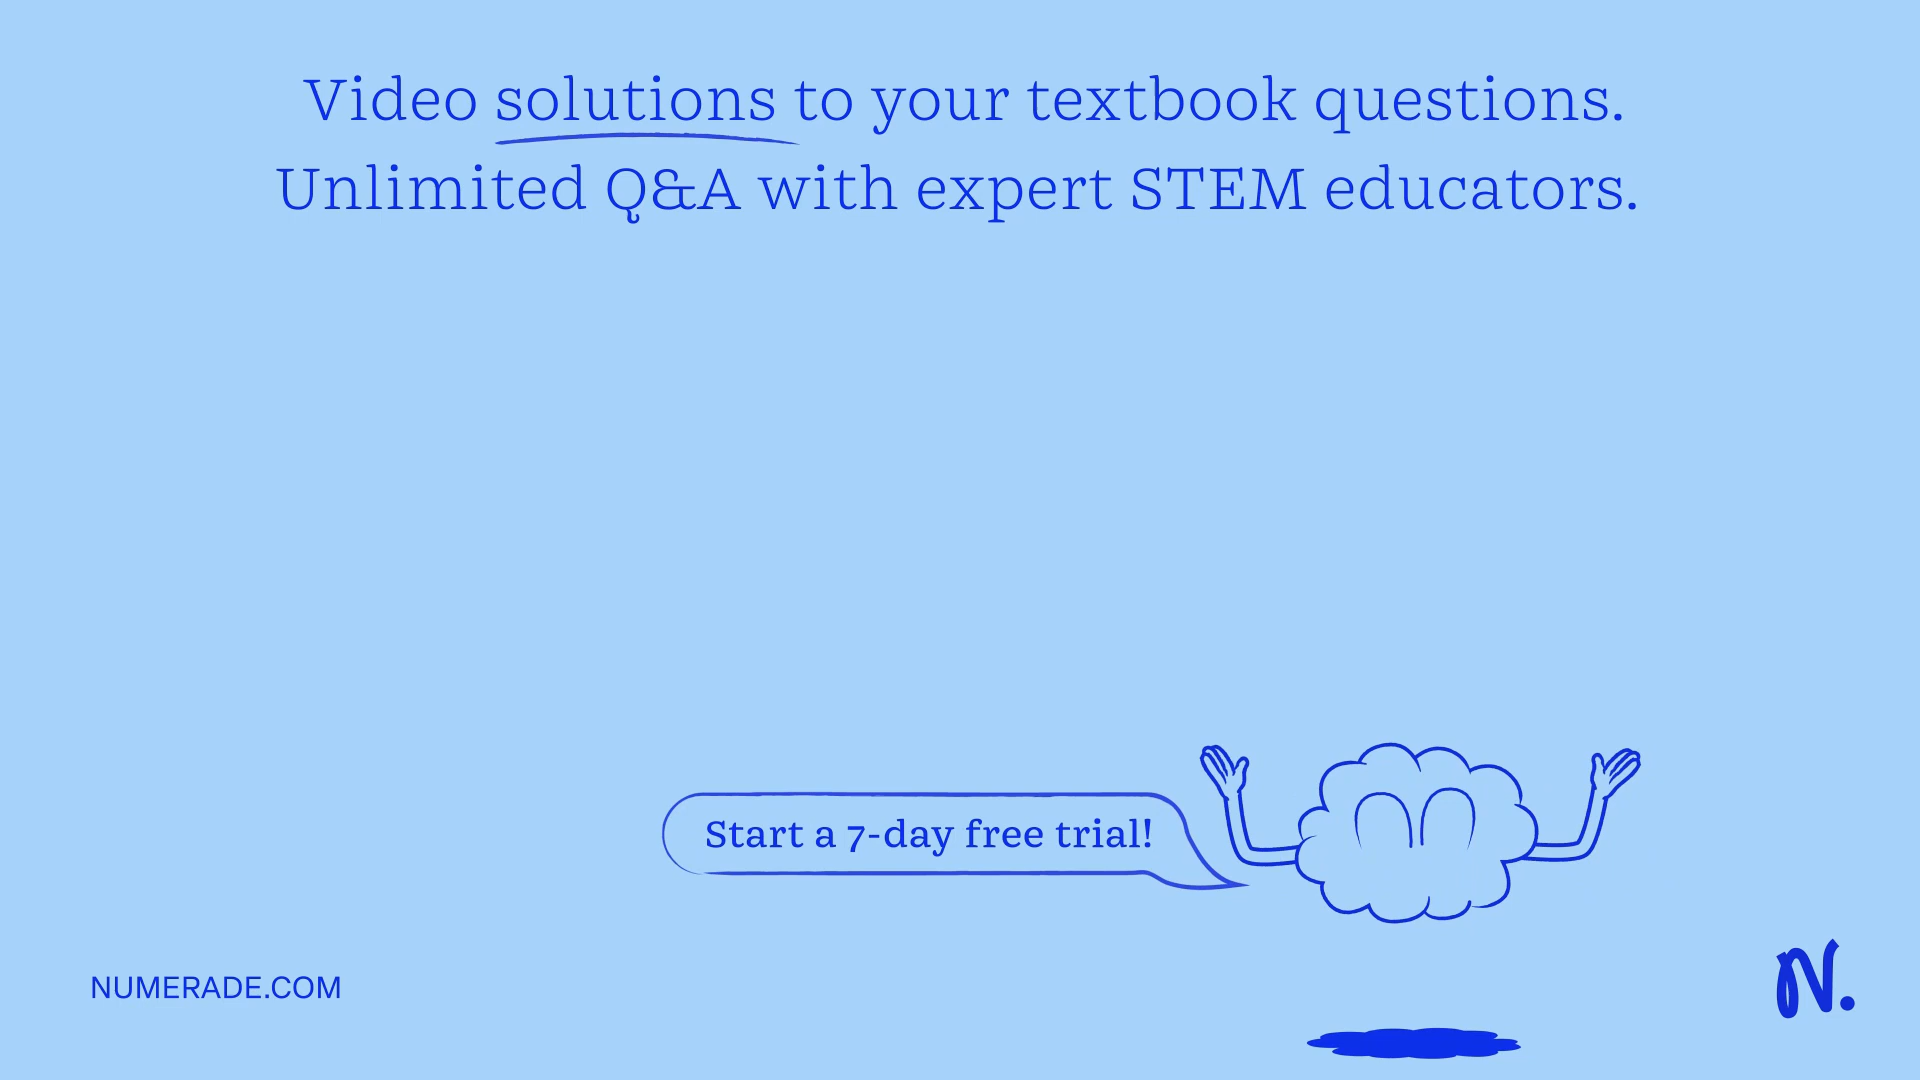 Video solutions to your textbook questions.
Unlimited Q&A with expert STEM educators.
Start a 7-day free trial!
NUMERADE.COM
N.